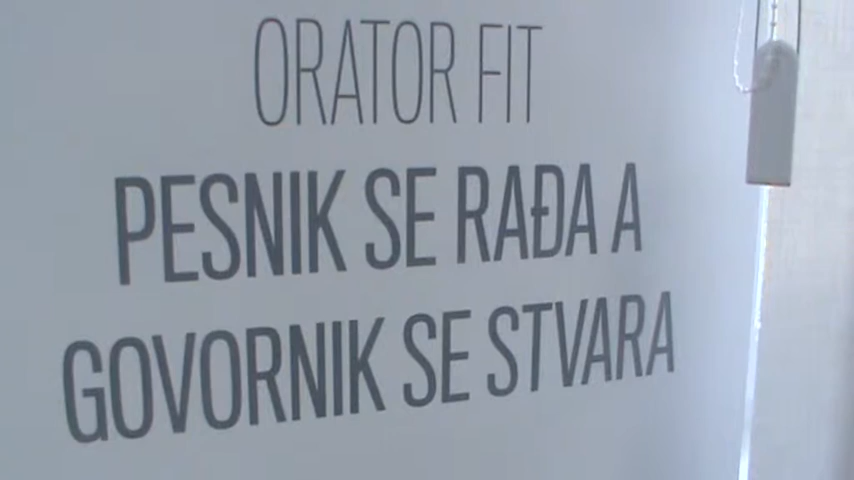 ORATOR FIT
PESNIK SE RAĐA A
GOVORNIK SE STVARA